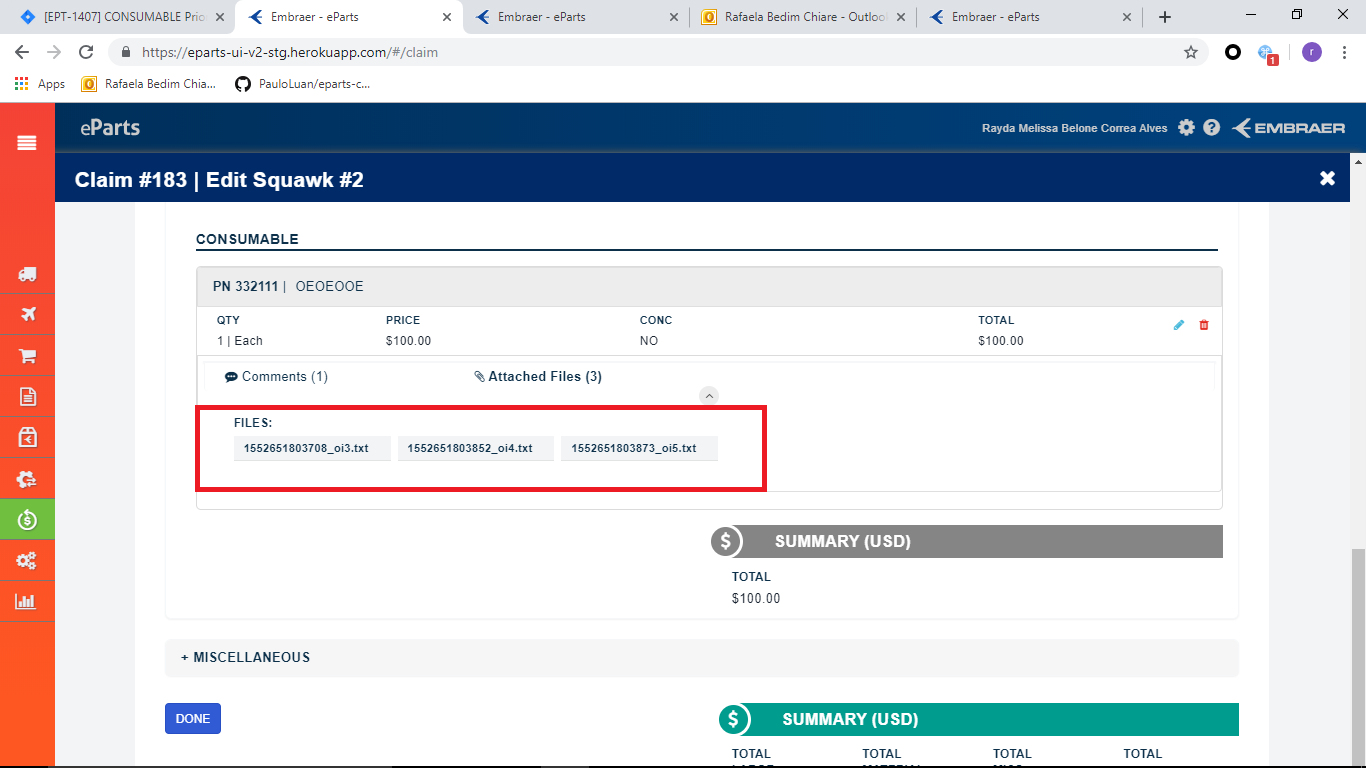 [EPT-1407] CONSUMABLE Prio
Embraer - eParts
Embraer - eParts
Rafaela Bedim Chiare - Outloo
Embraer - eParts
https://eparts-ui-v2-stg.herokuapp.com/#/claim
r
1
Apps
Rafaela Bedim Chia...
PauloLuan/eparts-c...
eParts
Rayda Melissa Belone Correa Alves
EMBRAER
Claim #183 | Edit Squawk #2
CONSUMABLE
PN 332111 | OEOEOOE
QTY PRICE CONC TOTAL
1 | Each $100.00 NO $100.00
Comments (1) Attached Files (3)
FILES:
1552651803708_oi3.txt 1552651803852_oi4.txt 1552651803873_oi5.txt
$ SUMMARY (USD)
TOTAL
$100.00
+ MISCELLANEOUS
DONE
$ SUMMARY (USD)
TOTAL TOTAL TOTAL TOTAL